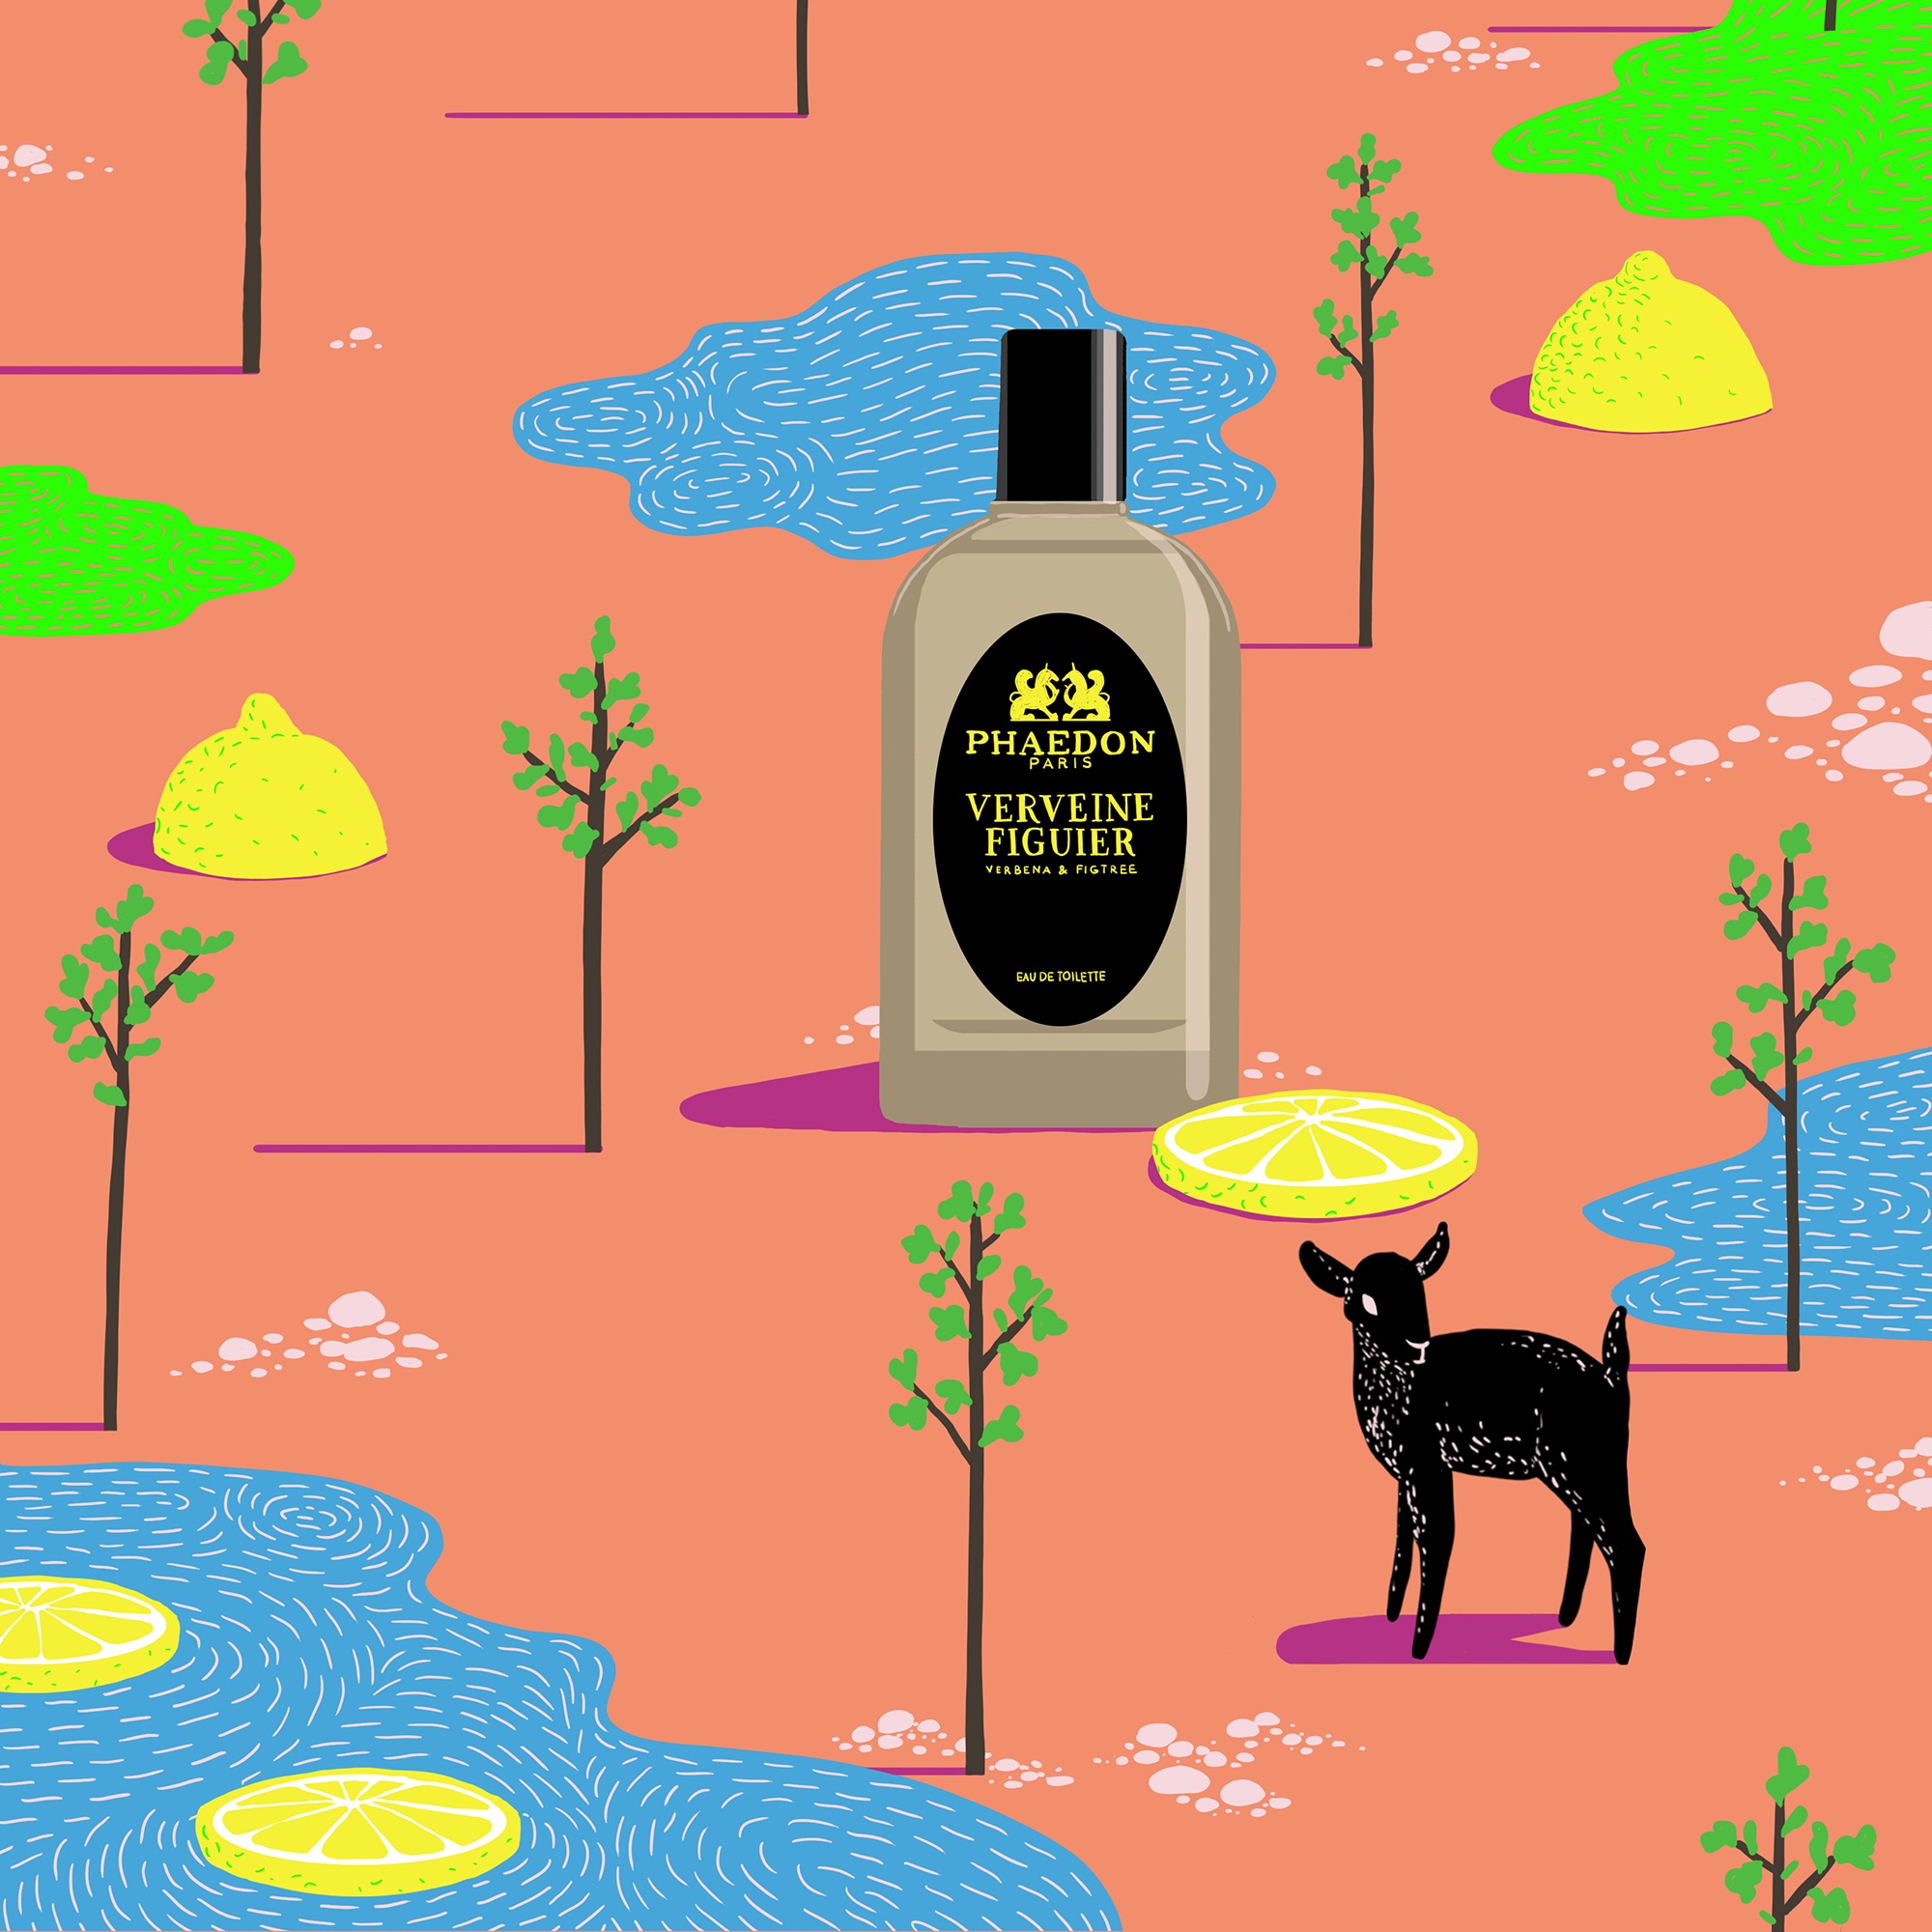 PHAEDON
PARIS
VERVEINE
FIGUIER
VERBENA & FIGTREE
EAU DE TOILETTE